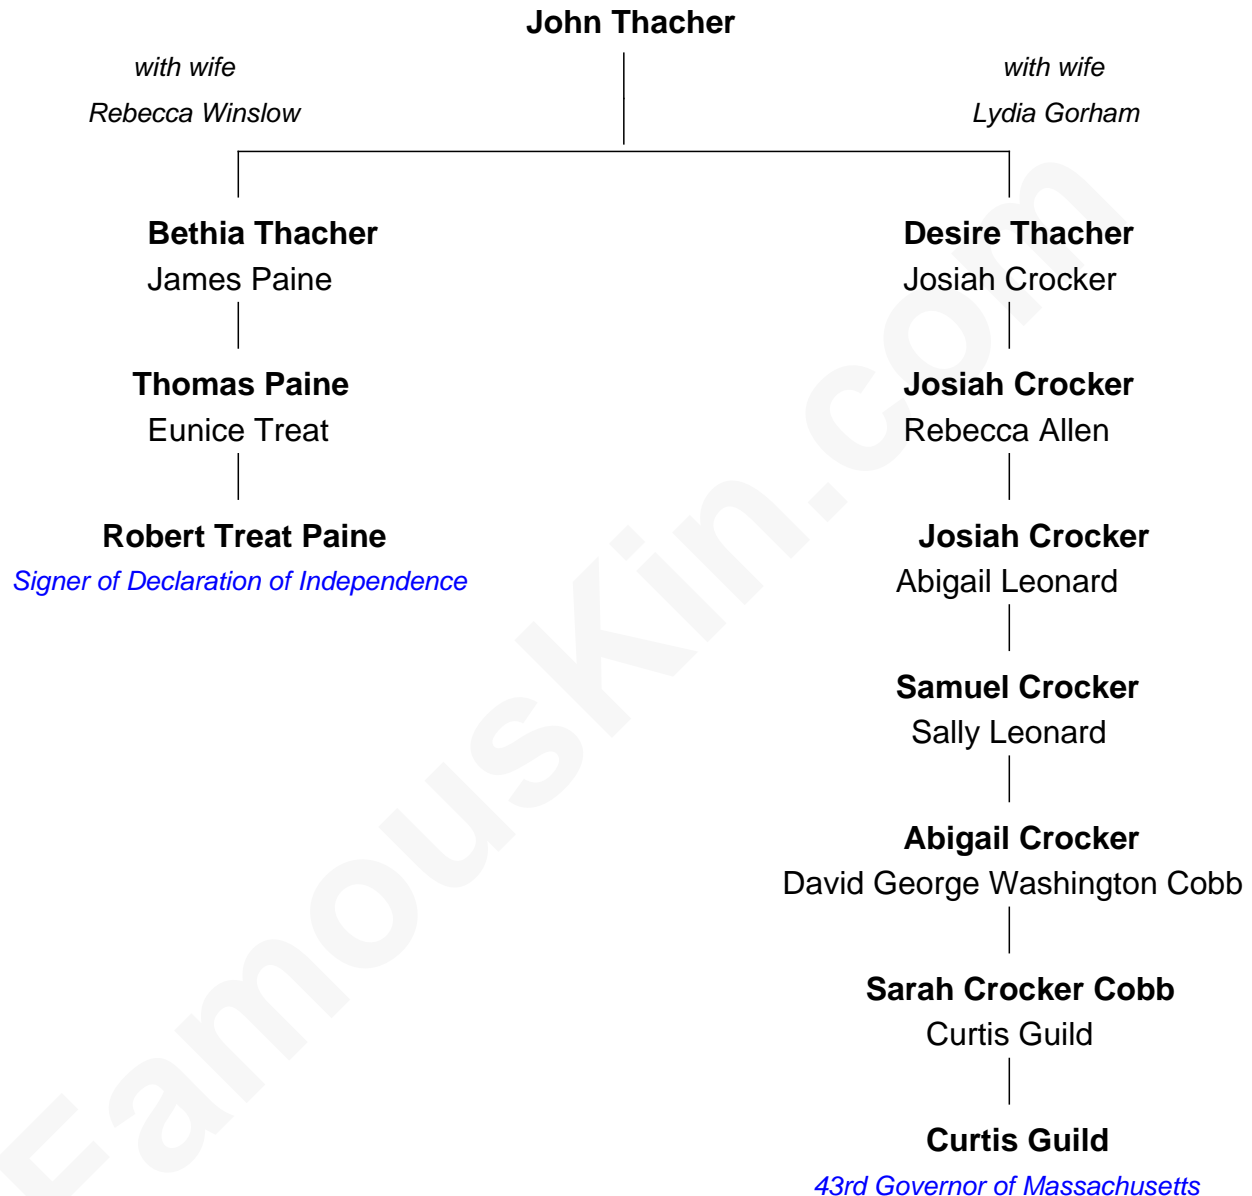 John Thacher
with wife
Rebecca Winslow
with wife
Lydia Gorham
Bethia Thacher
James Paine
Thomas Paine
Eunice Treat
Robert Treat Paine
Signer of Declaration of Independence
Desire Thacher
Josiah Crocker
Josiah Crocker
Rebecca Allen
Josiah Crocker
Abigail Leonard
Samuel Crocker
Sally Leonard
Abigail Crocker
David George Washington Cobb
Sarah Crocker Cobb
Curtis Guild
Curtis Guild
43rd Governor of Massachusetts
FamousKin.com